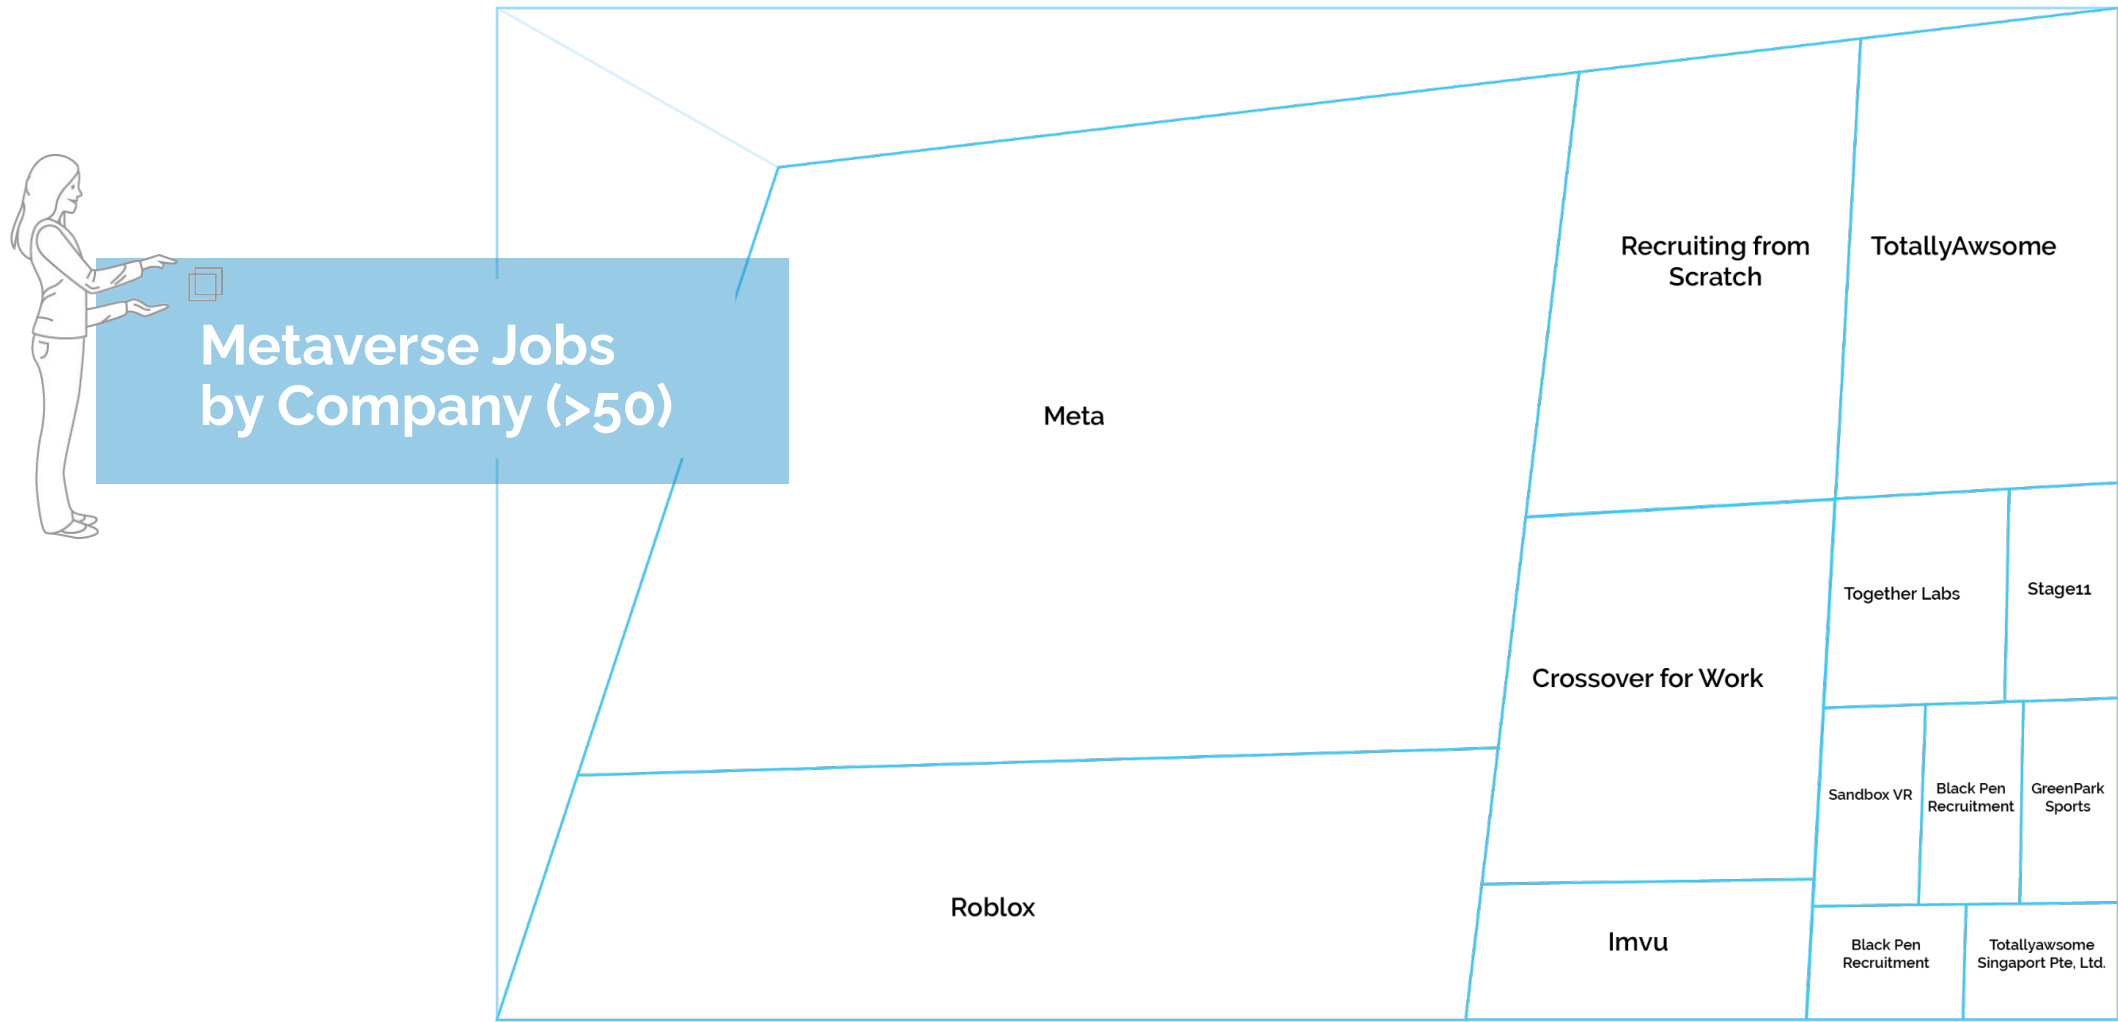 Metaverse Jobs
by Company (>50)
Meta
Roblox
Recruiting from
Scratch
TotallyAwsome
Crossover for Work
Imvu
Together Labs
Stage11
Sandbox VR
Black Pen
Recruitment
GreenPark
Sports
Black Pen
Recruitment
Totallyawsome
Singaport Pte, Ltd.